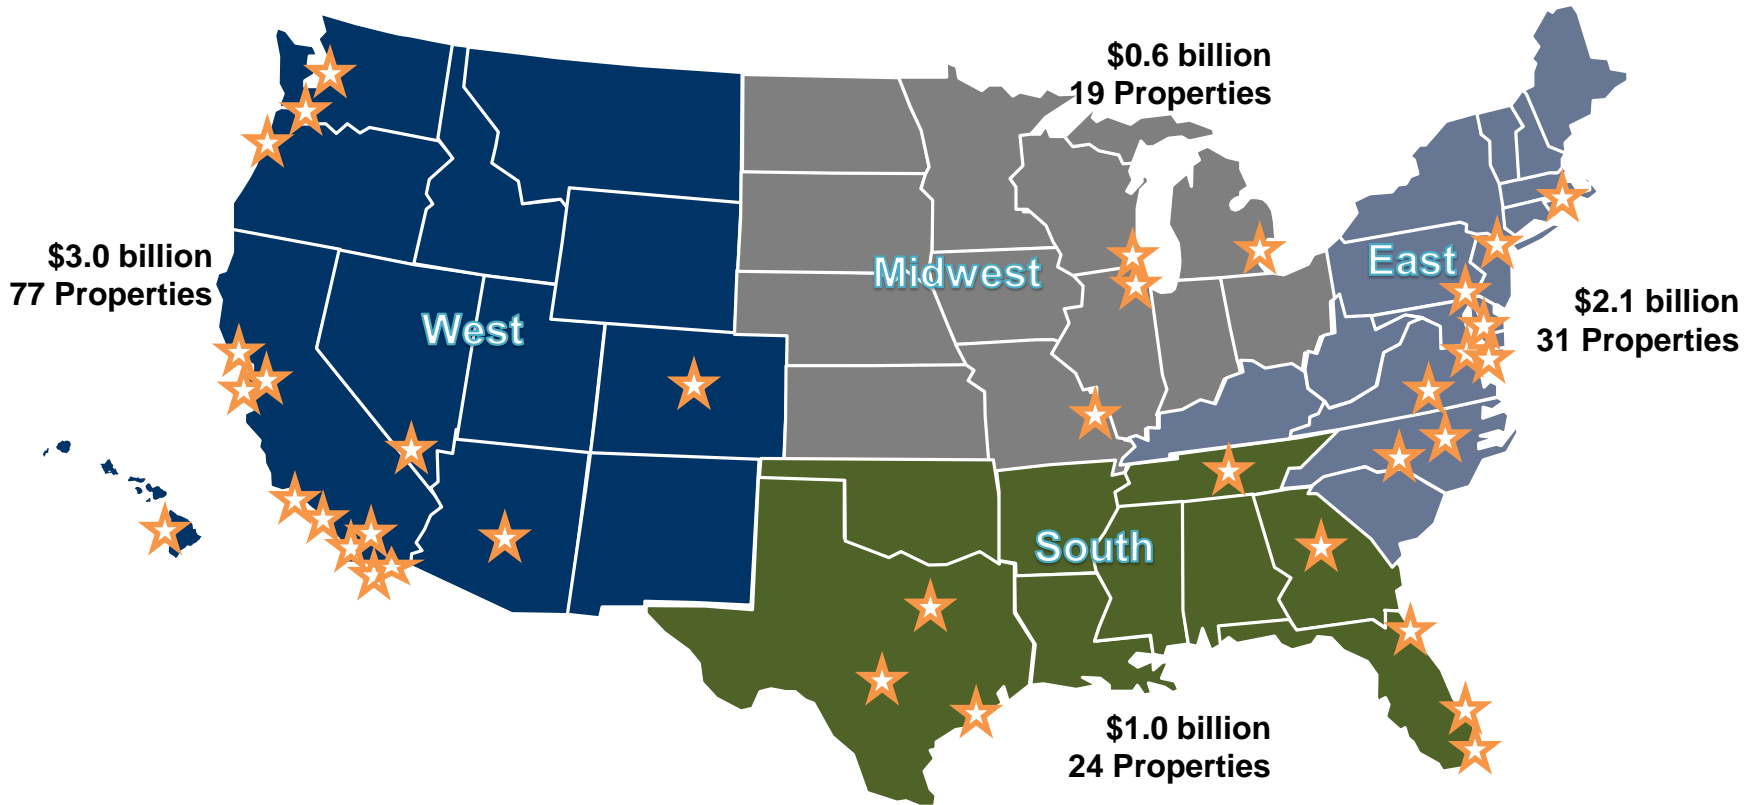 $0.6 billion
19 Properties
$3.0 billion
77 Properties
Midwest
East
West
$2.1 billion
31 Properties
South
$1.0 billion
24 Properties